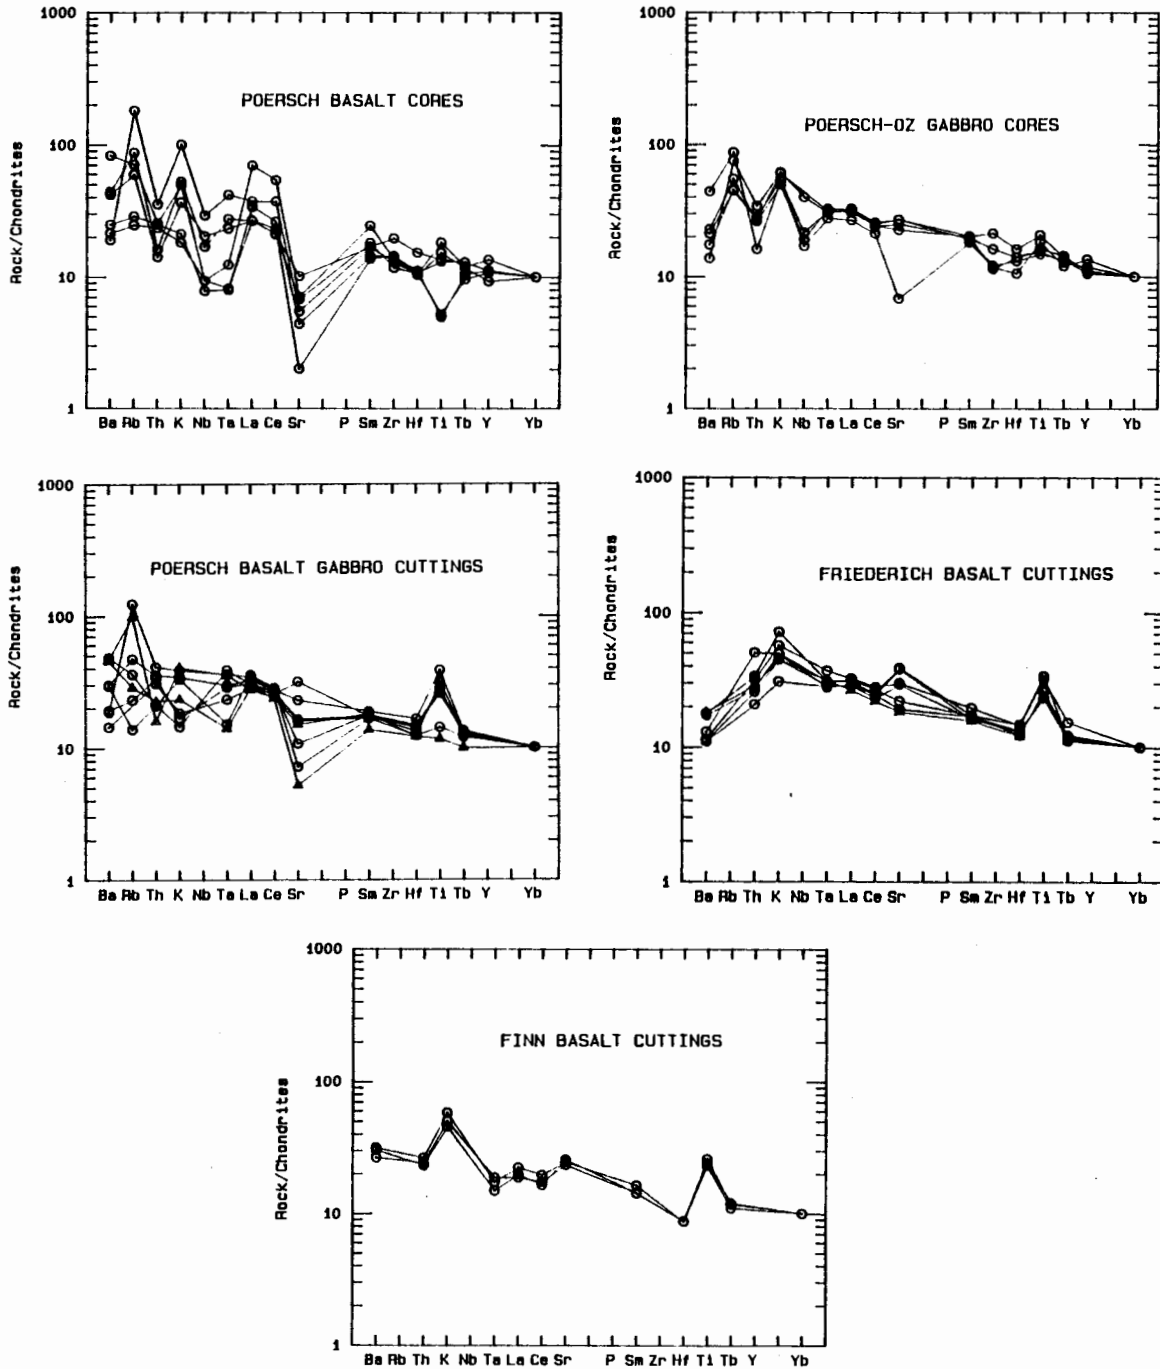 1000
100
10
1
Rock/Chondrites
POERSCH BASALT CORES
Ba Rb Th K Nb Ta La Ce Sr P Sm Zr Hf Ti Tb Y Yb
1000
100
10
1
Rock/Chondrites
POERSCH-OZ GABBRO CORES
Ba Rb Th K Nb Ta La Ce Sr P Sm Zr Hf Ti Tb Y Yb
1000
100
10
1
Rock/Chondrites
POERSCH BASALT GABBRO CUTTINGS
Ba Rb Th K Nb Ta La Ce Sr P Sm Zr Hf Ti Tb Y Yb
1000
100
10
1
Rock/Chondrites
FRIEDERICH BASALT CUTTINGS
Ba Rb Th K Nb Ta La Ce Sr P Sm Zr Hf Ti Tb Y Yb
1000
100
10
1
Rock/Chondrites
FINN BASALT CUTTINGS
Ba Rb Th K Nb Ta La Ce Sr P Sm Zr Hf Ti Tb Y Yb